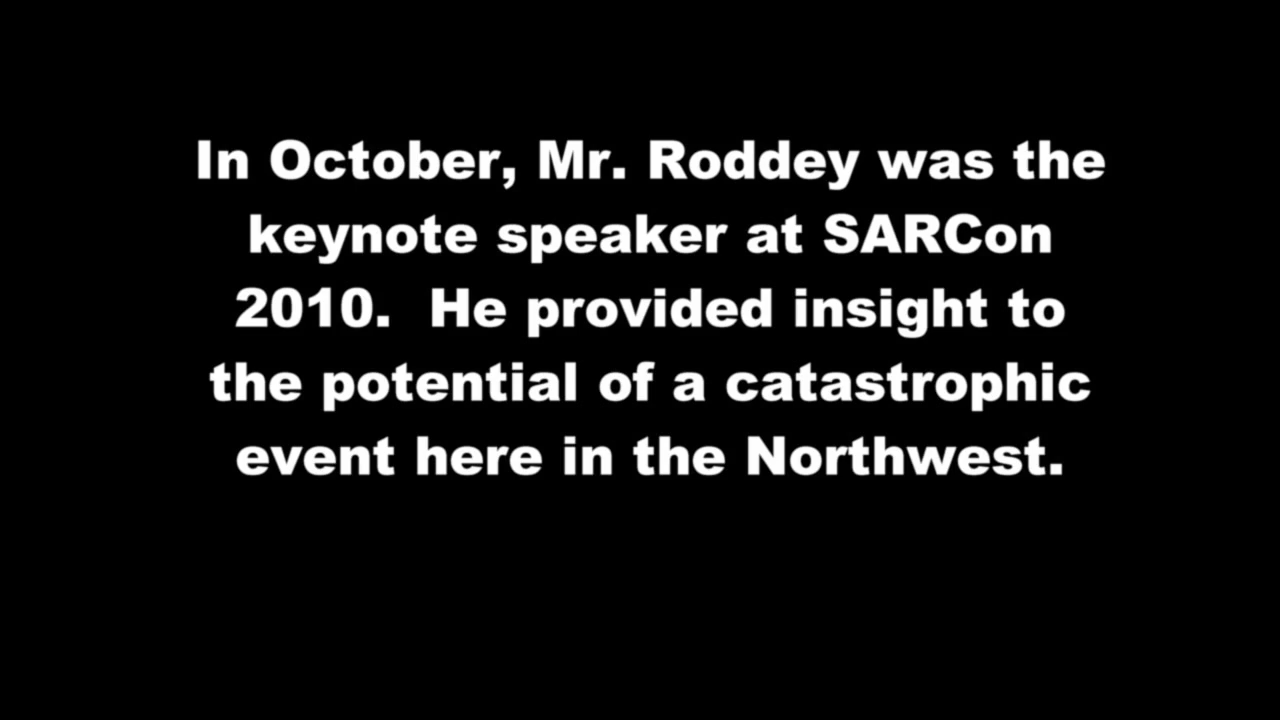 In October, Mr. Roddey was the
keynote speaker at SARCon
2010.  He provided insight to
the potential of a catastrophic
event here in the Northwest.